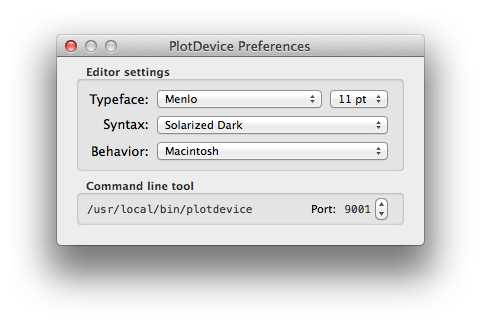 PlotDevice Preferences
Editor settings
Typeface: Menlo 11 pt
Syntax: Solarized Dark
Behavior: Macintosh
Command line tool
/usr/local/bin/plotdevice Port: 9001